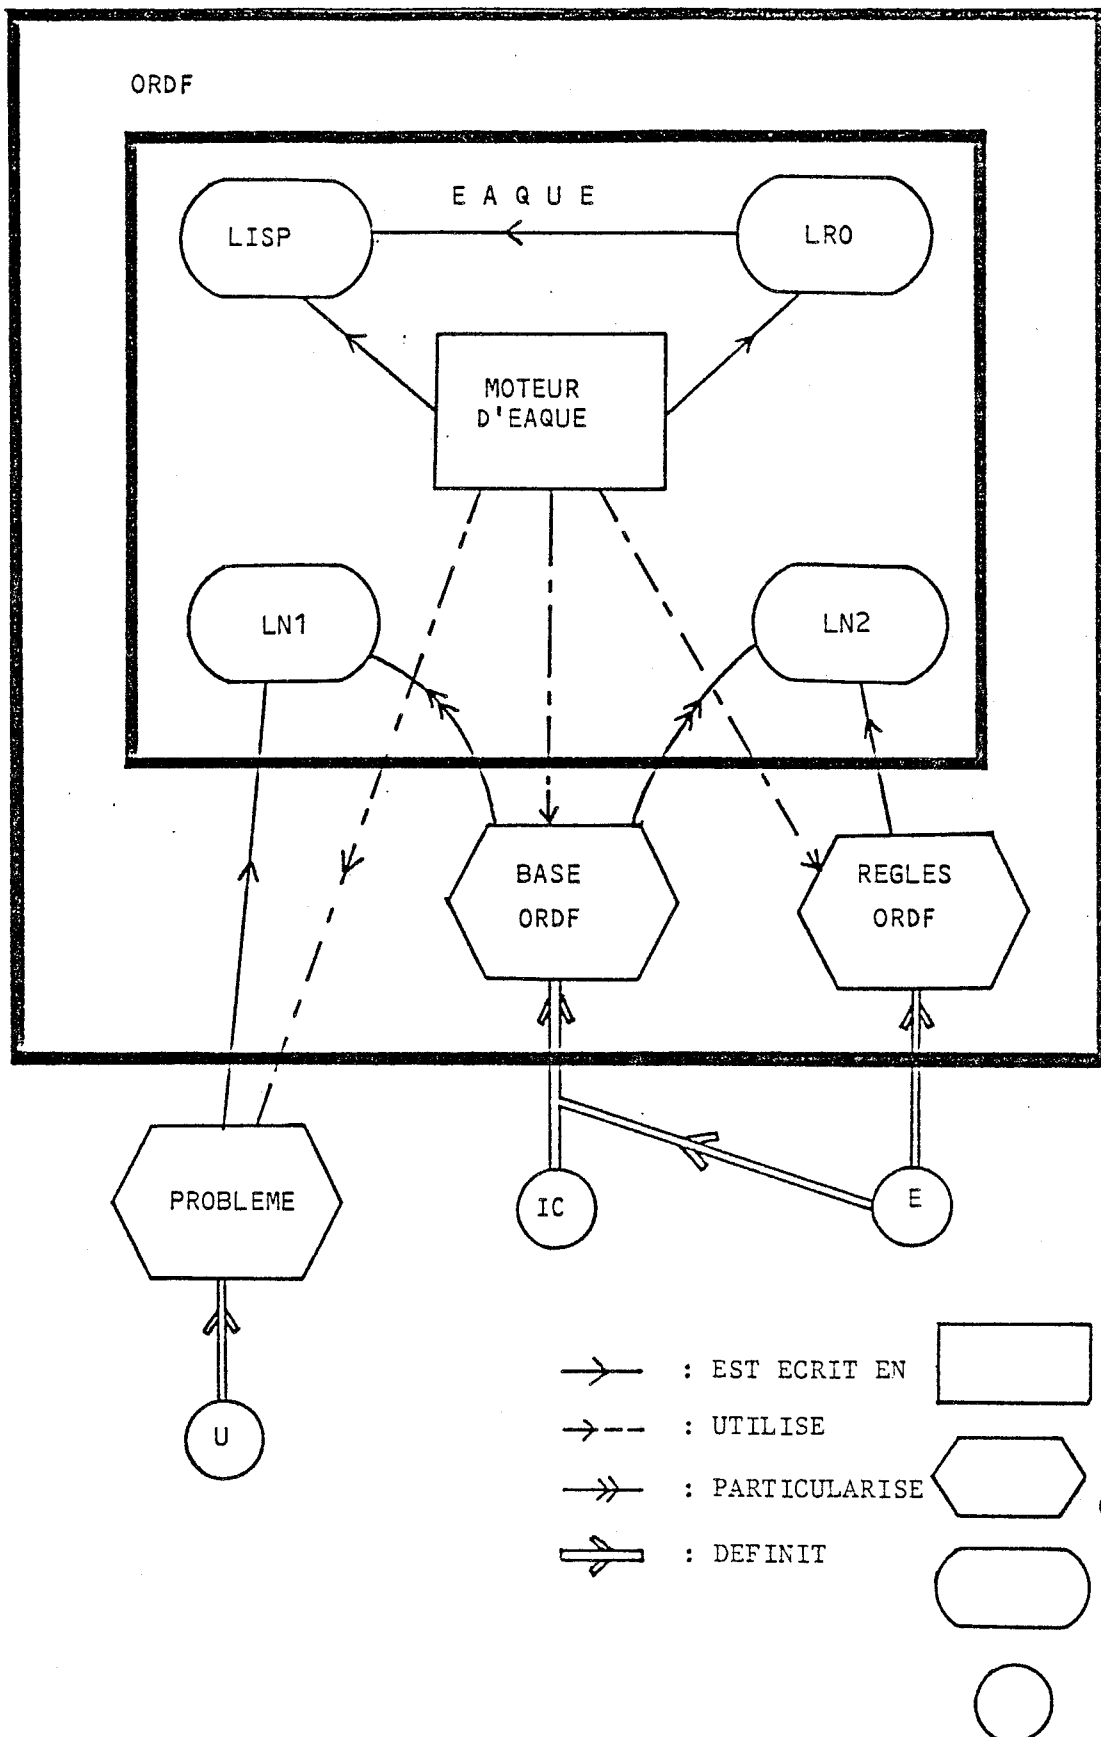 ORDF
E A Q U E
LISP
LRO
MOTEUR
D'EAQUE
LN1
LN2
BASE
ORDF
REGLES
ORDF
PROBLEME
IC
E
U
: EST ECRIT EN
: UTILISE
: PARTICULARISE
: DEFINIT